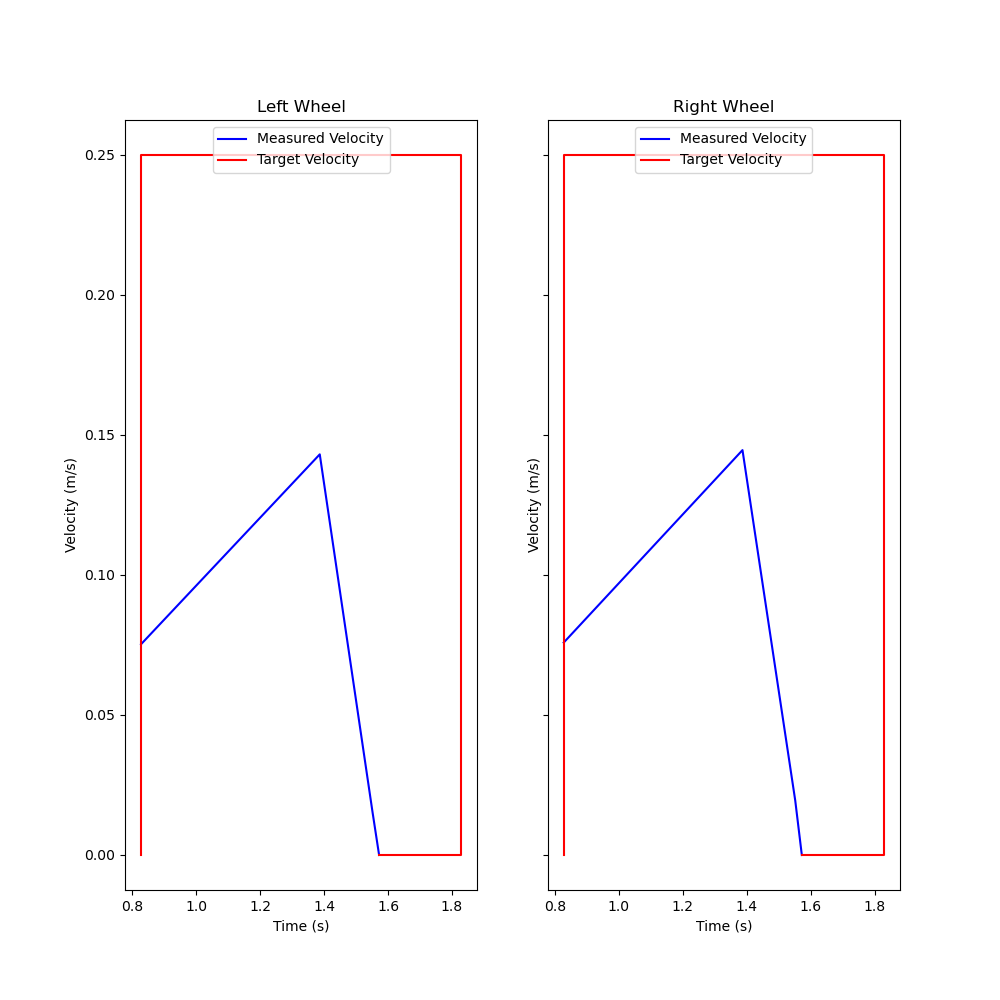 Left Wheel
Right Wheel
Measured Velocity
Target Velocity
Measured Velocity
Target Velocity
0.25
0.20
0.15
0.10
0.05
0.00
Velocity (m/s)
Velocity (m/s)
0.8 1.0 1.2 1.4 1.6 1.8
0.8 1.0 1.2 1.4 1.6 1.8
Time (s)
Time (s)